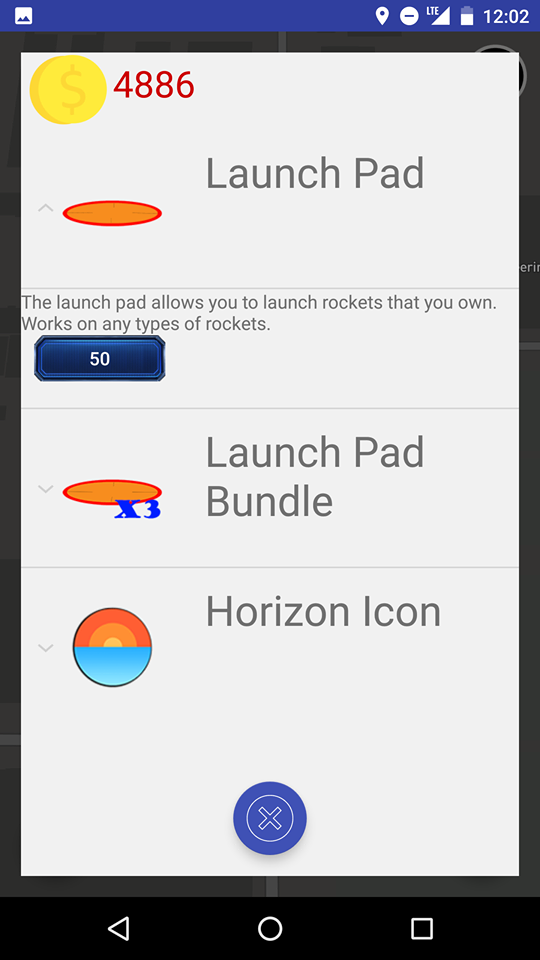 LTE 12:02
$ 4886
Launch Pad
The launch pad allows you to launch rockets that you own.
Works on any types of rockets.
50
Launch Pad
Bundle
X3
Horizon Icon